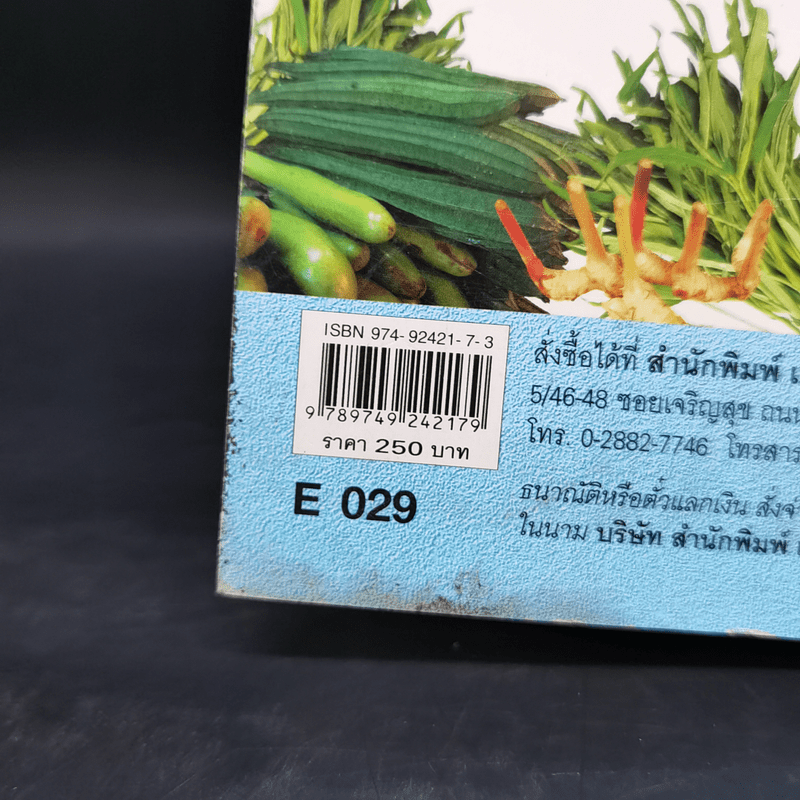 ISBN 974-92421-7-3
9 789749 242179
ราคา 250 บาท
E 029
สั่งซื้อได้ที่ สำนักพิมพ์
5/46-48 ซอยเจริญสุข ถนน
โทร. 0-2882-7746 โทรสาร
ธนาณัติหรือตั๋วแลกเงิน สั่งจ่
ในนาม บริษัท สำนักพิมพ์